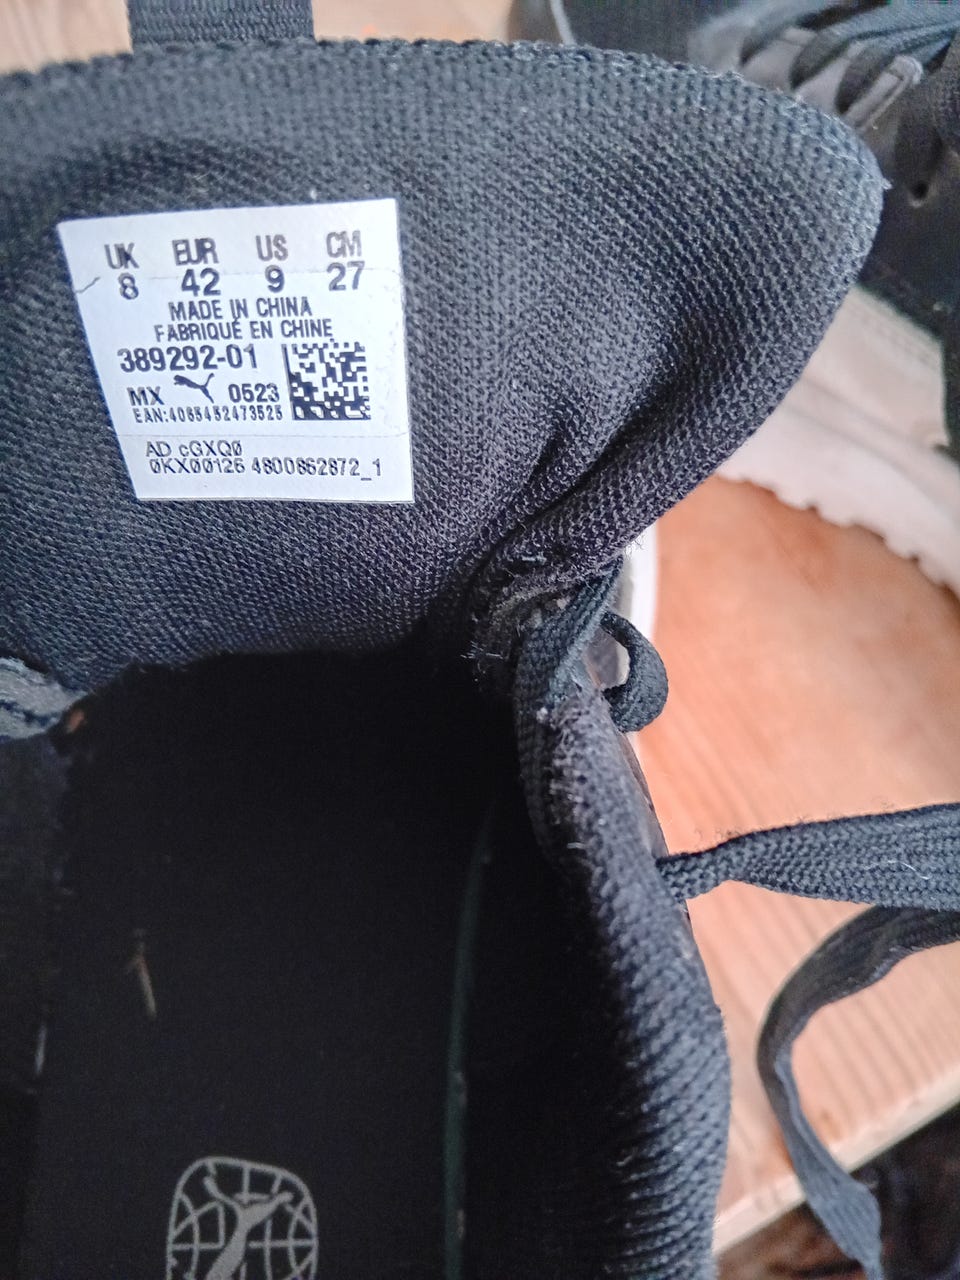 UK EUR US CM
8 42 9 27
MADE IN CHINA
FABRIQUÉ EN CHINE
389292-01
MX 0523
EAN:4065452473525
AD cGXQ0
0KX00126 4800862872_1